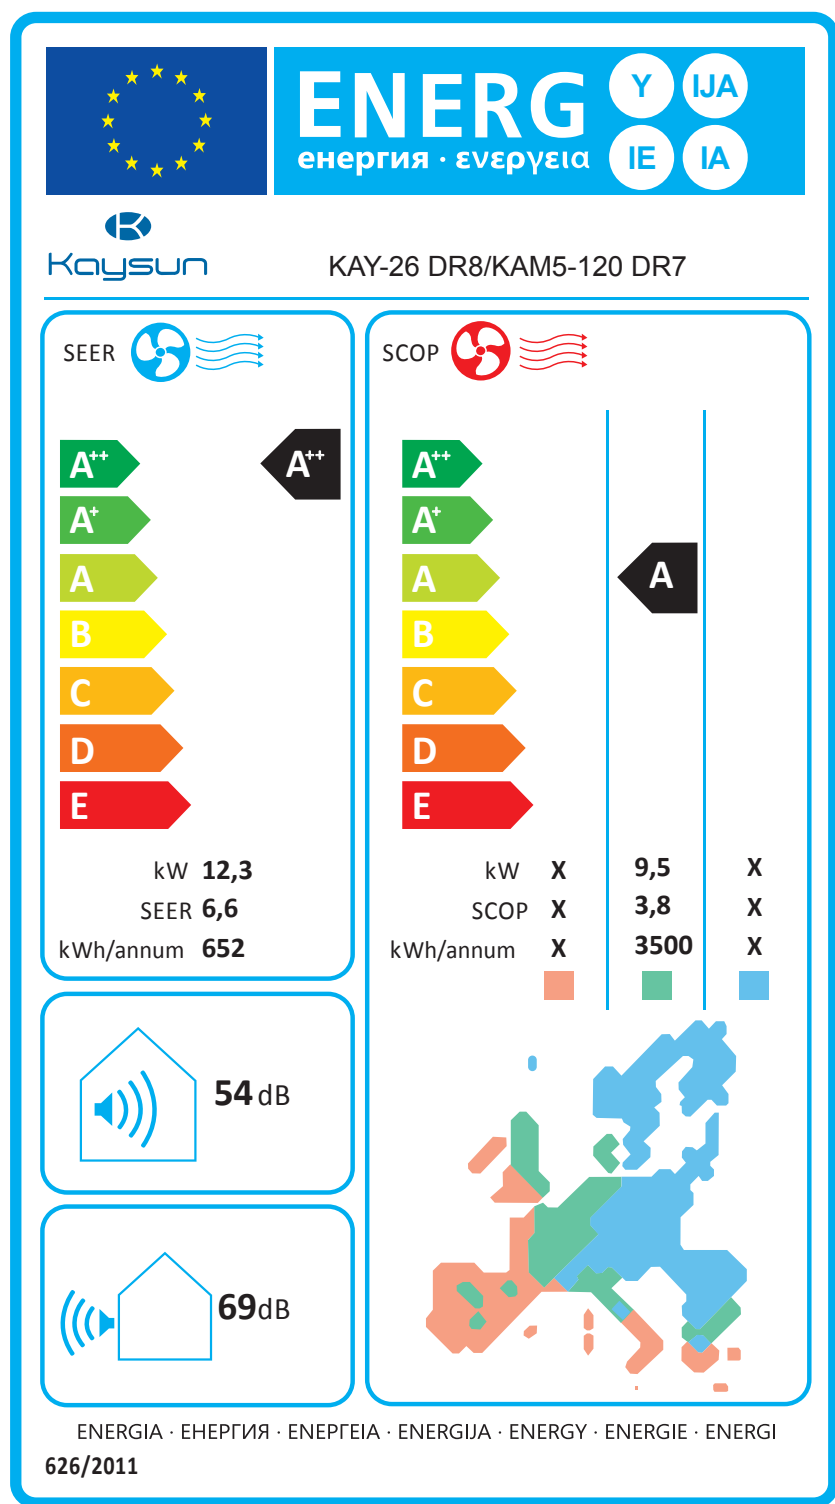 ENERG
енергия · ενεργεια
Y IJA
IE IA
Kaysun
KAY-26 DR8/KAM5-120 DR7
SEER
A++ A++
A+
A
B
C
D
E
kW 12,3
SEER 6,6
kWh/annum 652
SCOP
A++
A+
A A
B
C
D
E
kW X 9,5 X
SCOP X 3,8 X
kWh/annum X 3500 X
54 dB
69dB
ENERGIA · ЕНЕРГИЯ · ΕΝΕΡΓΕΙΑ · ENERGIJA · ENERGY · ENERGIE · ENERGI
626/2011